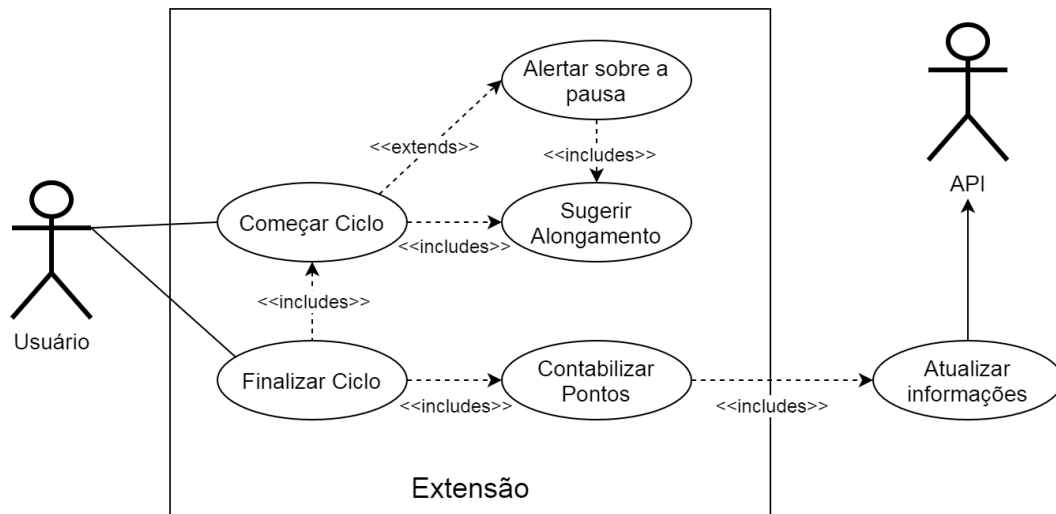 Alertar sobre a
pausa
<<extends>>
<<includes>>
API
Começar Ciclo
Sugerir
Alongamento
<<includes>>
<<includes>>
Usuário
Finalizar Ciclo
Contabilizar
Pontos
Atualizar
informações
<<includes>>
<<includes>>
Extensão